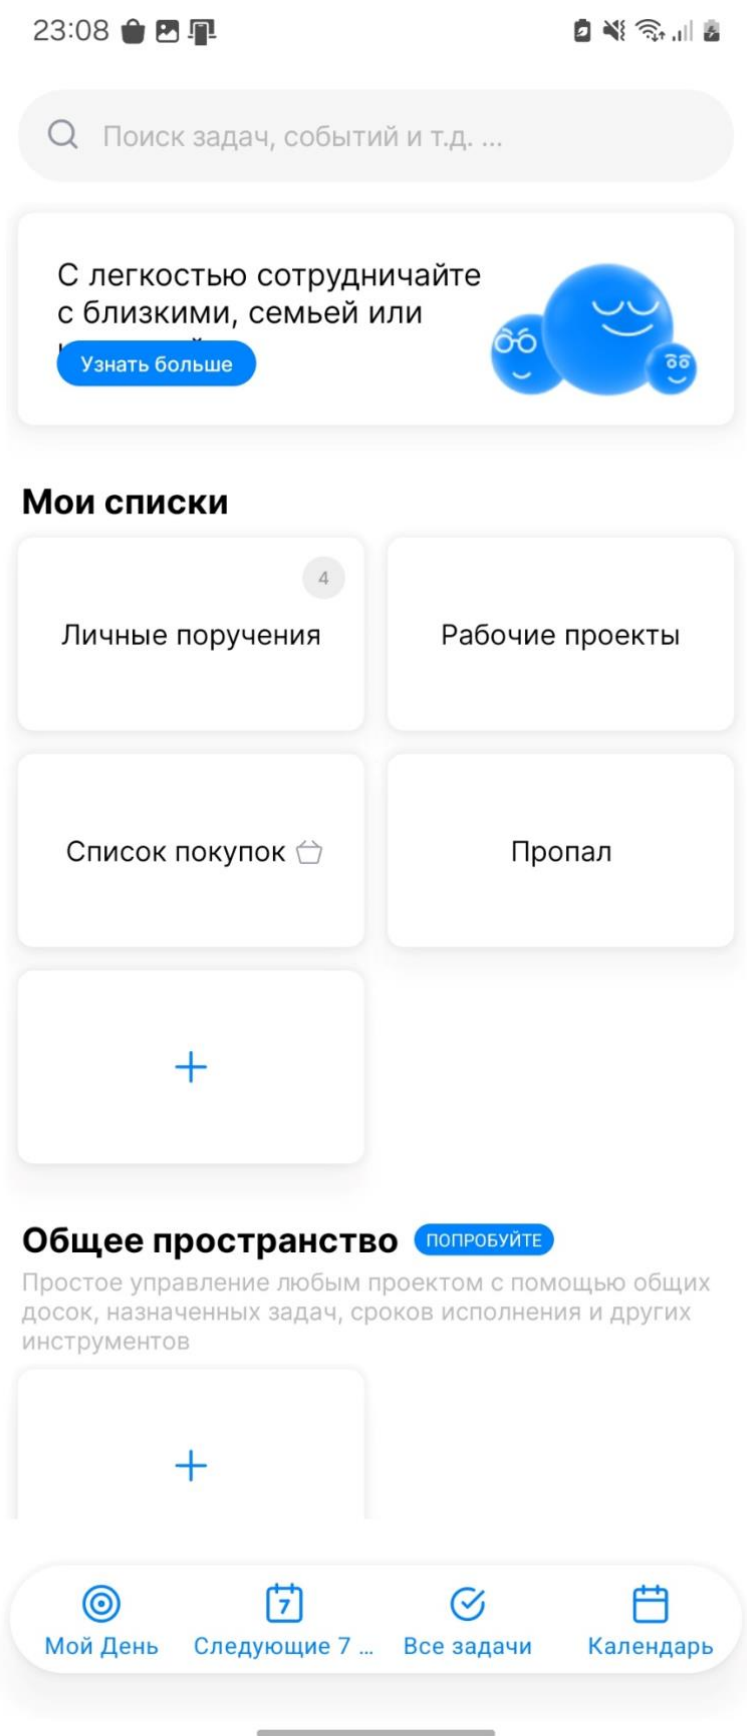 23:08
Поиск задач, событий и т.д. ...
С легкостью сотрудничайте
с близкими, семьей или
Узнать больше
Мои списки
4
Личные поручения
Рабочие проекты
Список покупок
Пропал
Общее пространство ПОПРОБУЙТЕ
Простое управление любым проектом с помощью общих
досок, назначенных задач, сроков исполнения и других
инструментов
7
Мой День
Следующие 7 ...
Все задачи
Календарь